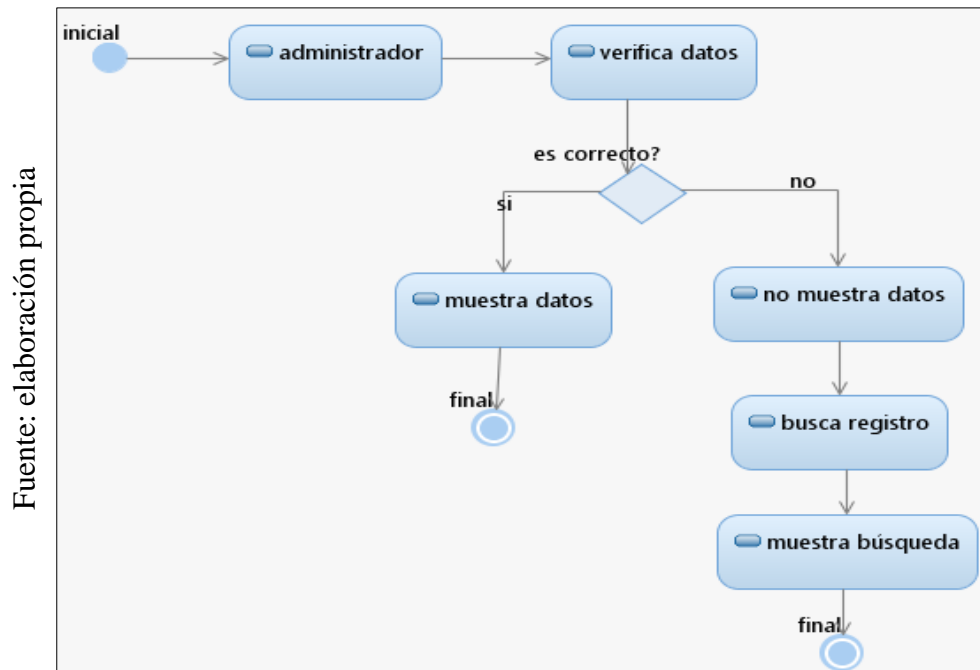 inicial
administrador
verifica datos
es correcto?
si
no
muestra datos
no muestra datos
final
busca registro
muestra búsqueda
final
Fuente: elaboración propia